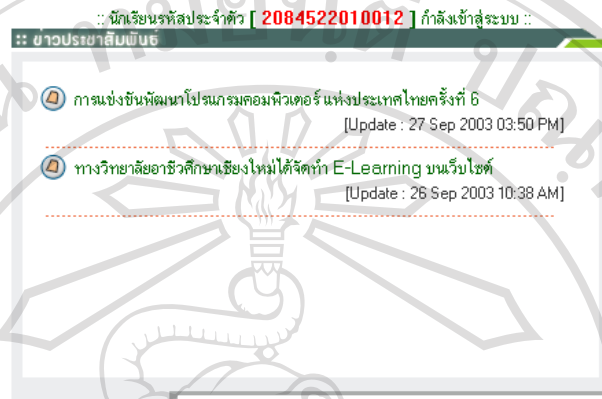 :: นักเรียนรหัสประจำตัว [ 2084522010012 ] กำลังเข้าสู่ระบบ ::
:: ข่าวประชาสัมพันธ์
การแข่งขันพัฒนาโปรแกรมคอมพิวเตอร์ แห่งประเทศไทยครั้งที่ 6
[Update : 27 Sep 2003 03:50 PM]
ทางวิทยาลัยอาชีวศึกษาเชียงใหม่ได้จัดทำ E-Learning บนเว็บไซต์
[Update : 26 Sep 2003 10:38 AM]